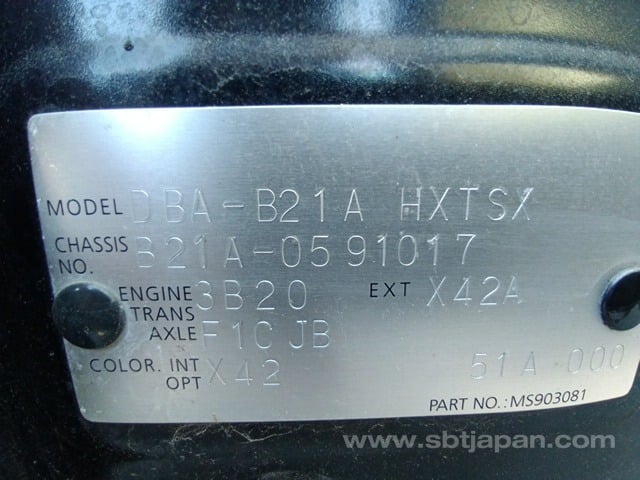 MODEL DBA-B21A HXTSX
CHASSIS NO. B21A-0591017
ENGINE 3B20 EXT X42A
TRANS AXLE F1CJB
COLOR. INT OPT X42 51A 000
PART NO.: MS903081
www.sbtjapan.com